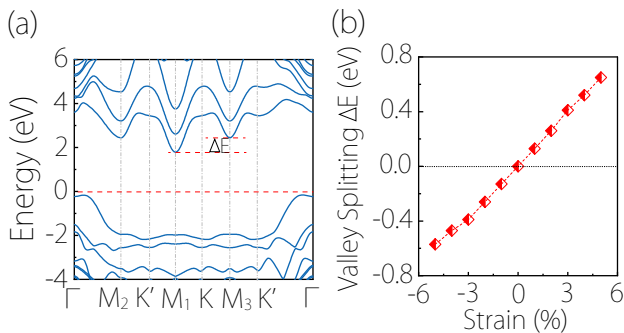 (a)
6
4
2
0
-2
-4
Energy (eV)
ΔE
Γ M₂ K′ M₁ K M₃ K′ Γ
(b)
0.8
0.4
0.0
-0.4
-0.8
Valley Splitting ΔE (eV)
-6 -3 0 3 6
Strain (%)